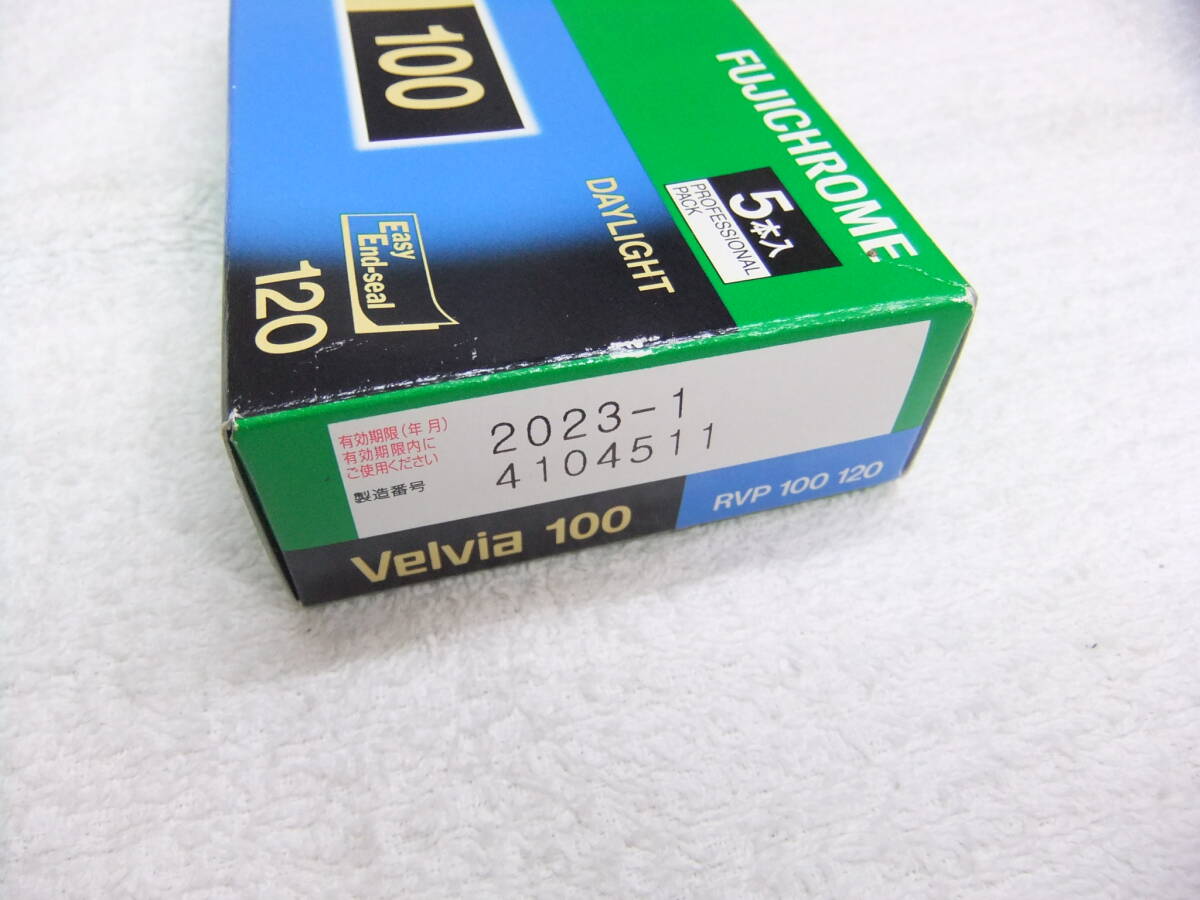 100
FUJICHROME
5本入
PROFESSIONAL
PACK
DAYLIGHT
Easy
End-seal
120
有効期限(年月)
有効期限内に
ご使用ください
2023-1
製造番号
4104511
Velvia 100
RVP 100 120